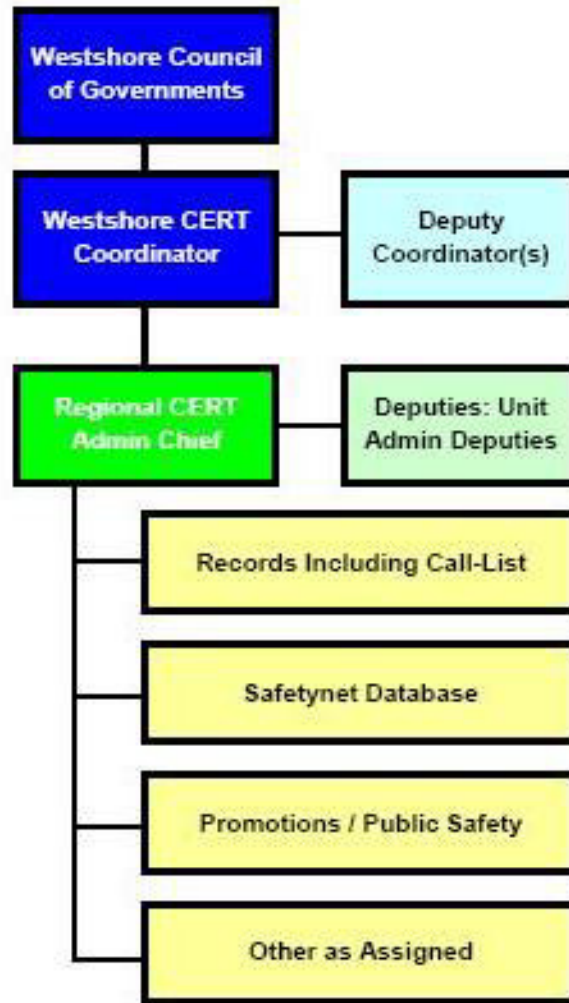 Westshore Council
of Governments
Westshore CERT
Coordinator
Deputy
Coordinator(s)
Regional CERT
Admin Chief
Deputies: Unit
Admin Deputies
Records Including Call-List
Safetynet Database
Promotions / Public Safety
Other as Assigned